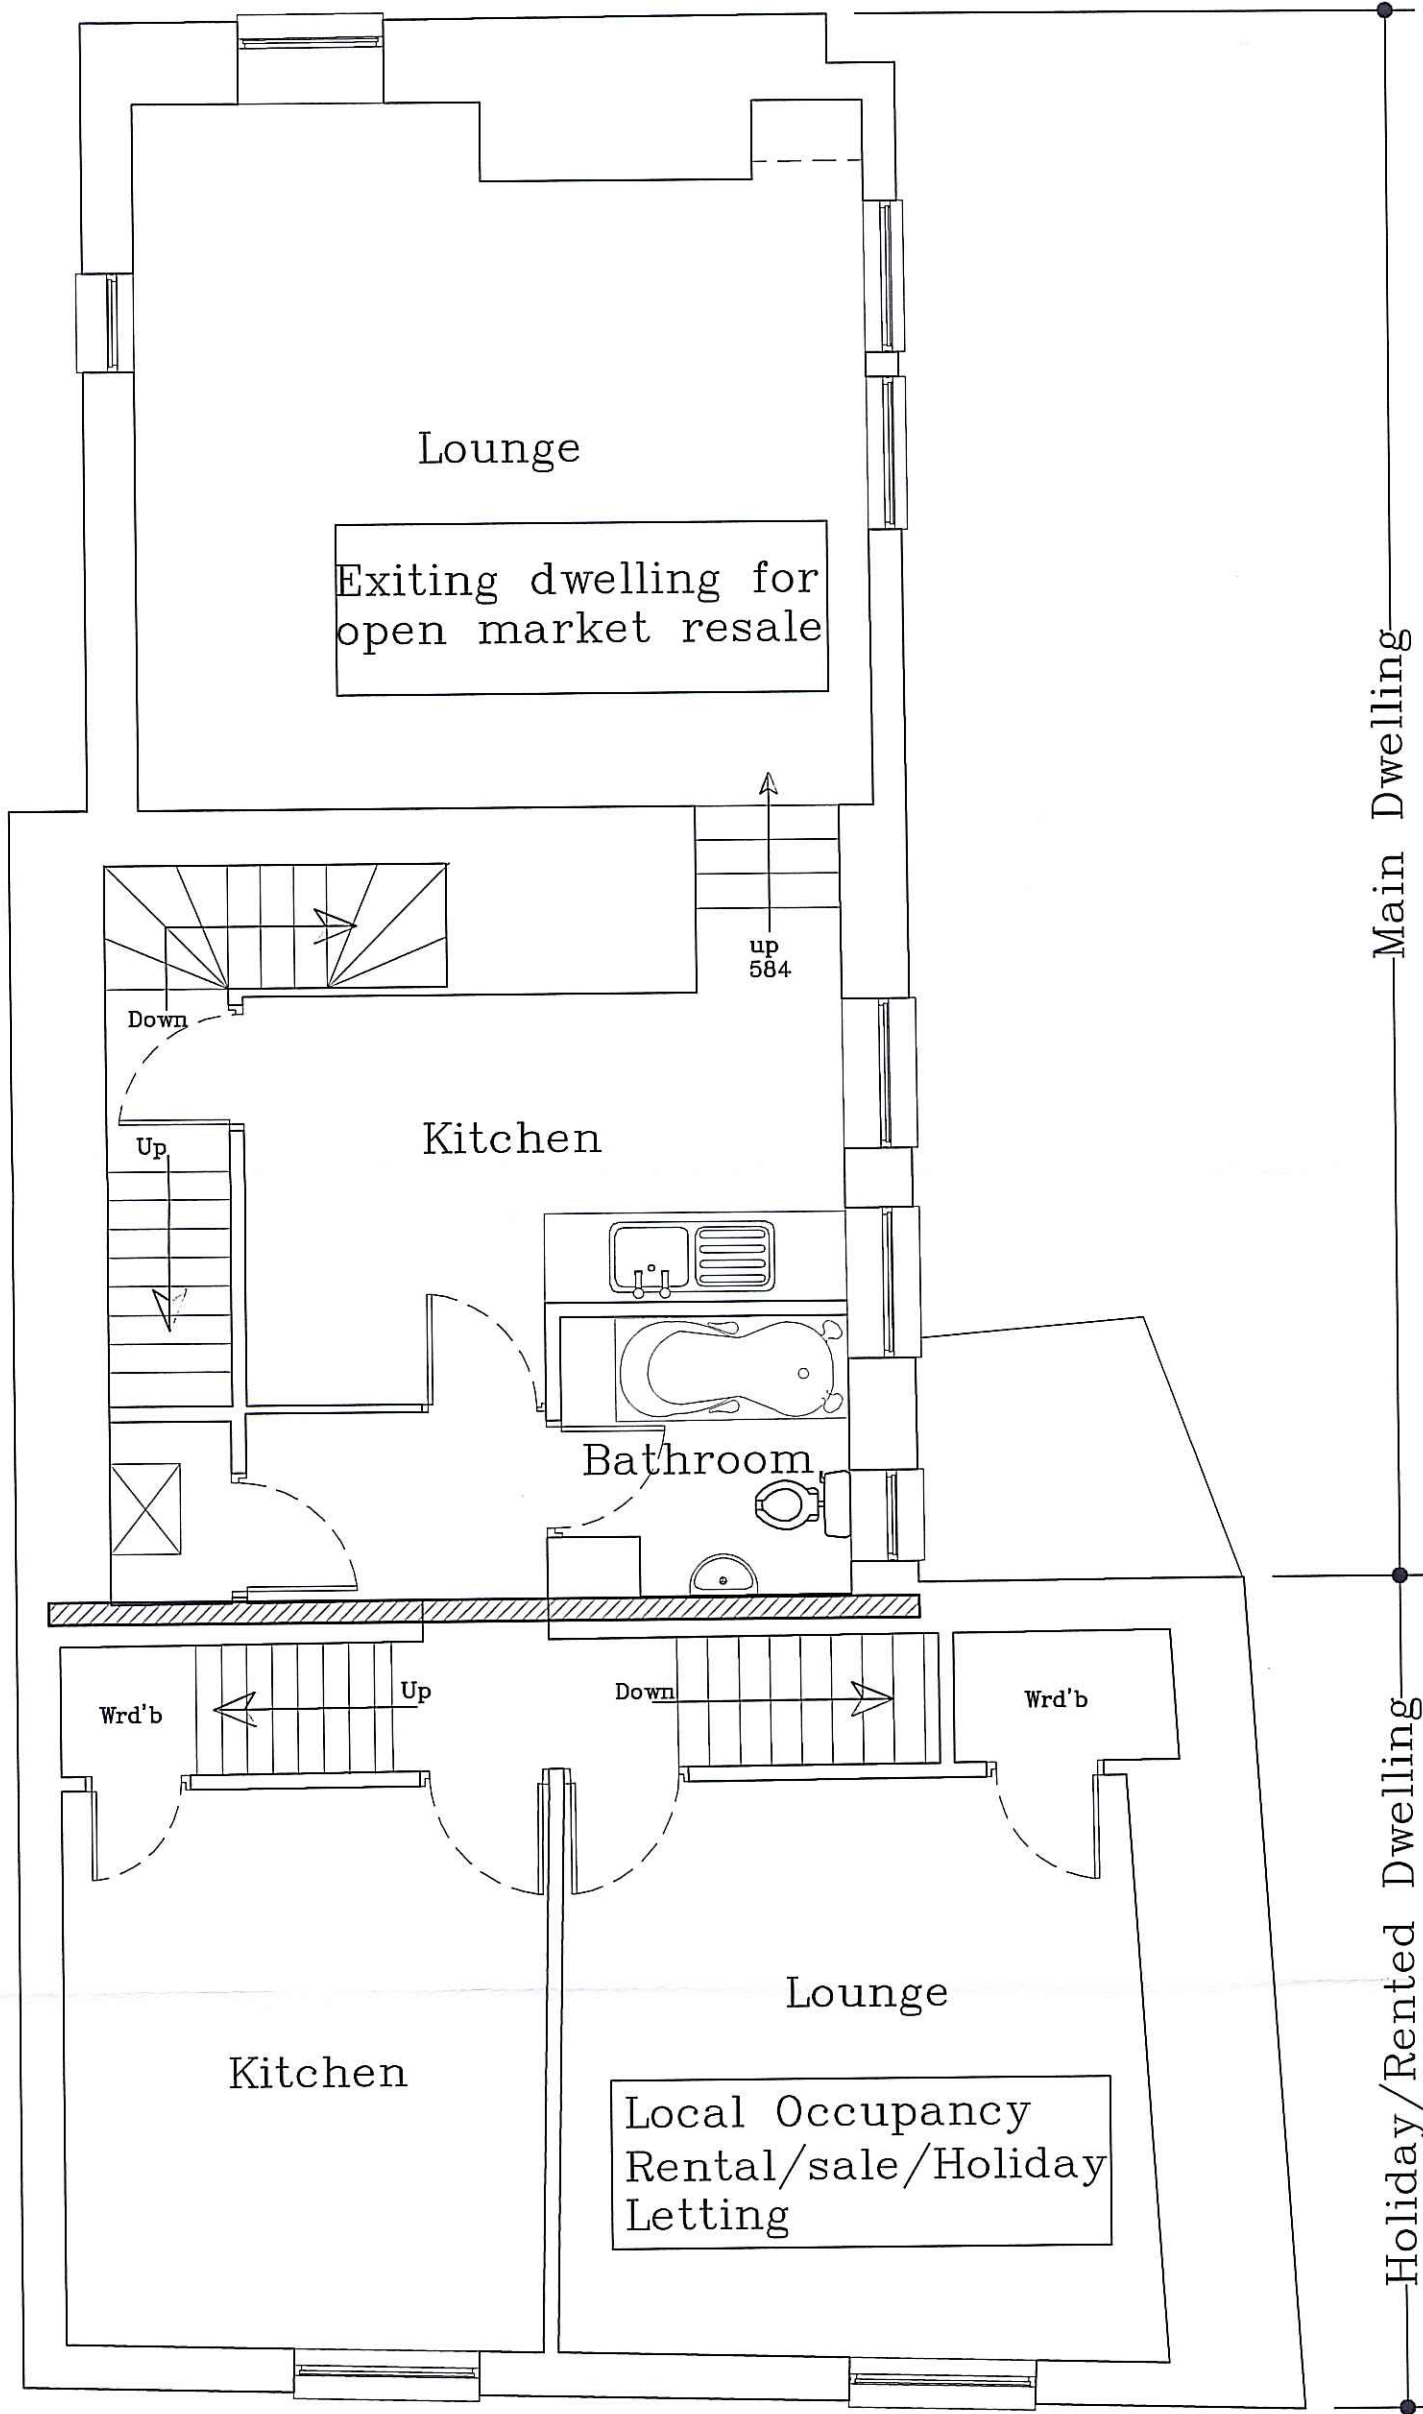 Lounge
Exiting dwelling for
open market resale
Main Dwelling
up
584
Down
Kitchen
Up
Bathroom
Up
Down
Wrd'b
Wrd'b
Holiday/Rented Dwelling
Lounge
Kitchen
Local Occupancy
Rental/sale/Holiday
Letting